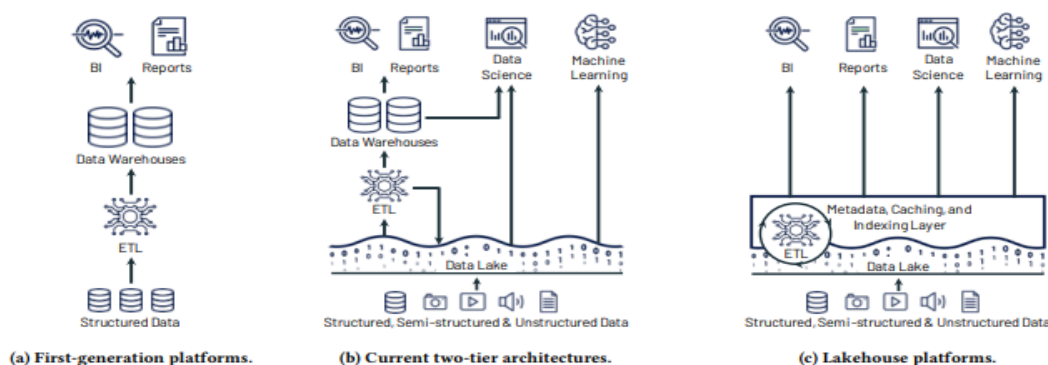 BI
Reports
Data Warehouses
ETL
Structured Data
(a) First-generation platforms.
BI
Reports
Data
Science
Machine
Learning
Data Warehouses
ETL
Data Lake
Structured, Semi-structured & Unstructured Data
(b) Current two-tier architectures.
BI
Reports
Data
Science
Machine
Learning
Metadata, Caching, and
Indexing Layer
ETL
Data Lake
Structured, Semi-structured & Unstructured Data
(c) Lakehouse platforms.